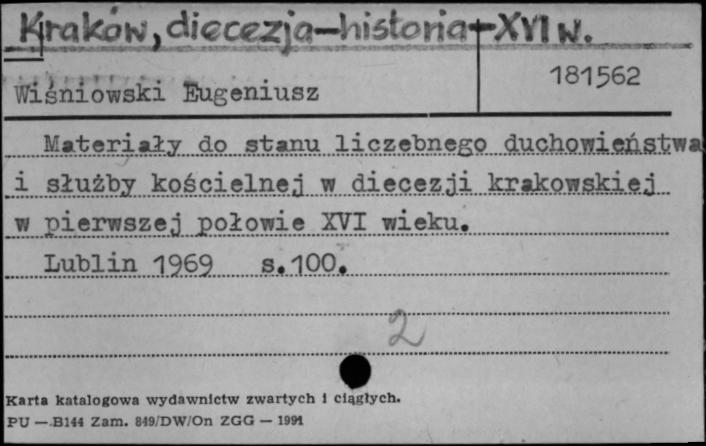 Kraków, diecezja-historia-XVI w.
181562
Wiśniowski Eugeniusz
Materiały do stanu liczebnego duchowieństwa
i służby kościelnej w diecezji krakowskiej
w pierwszej połowie XVI wieku.
Lublin 1969 s.100.
2
Karta katalogowa wydawnictw zwartych i ciągłych.
PU — B144 Zam. 849/DW/On ZGG — 1991